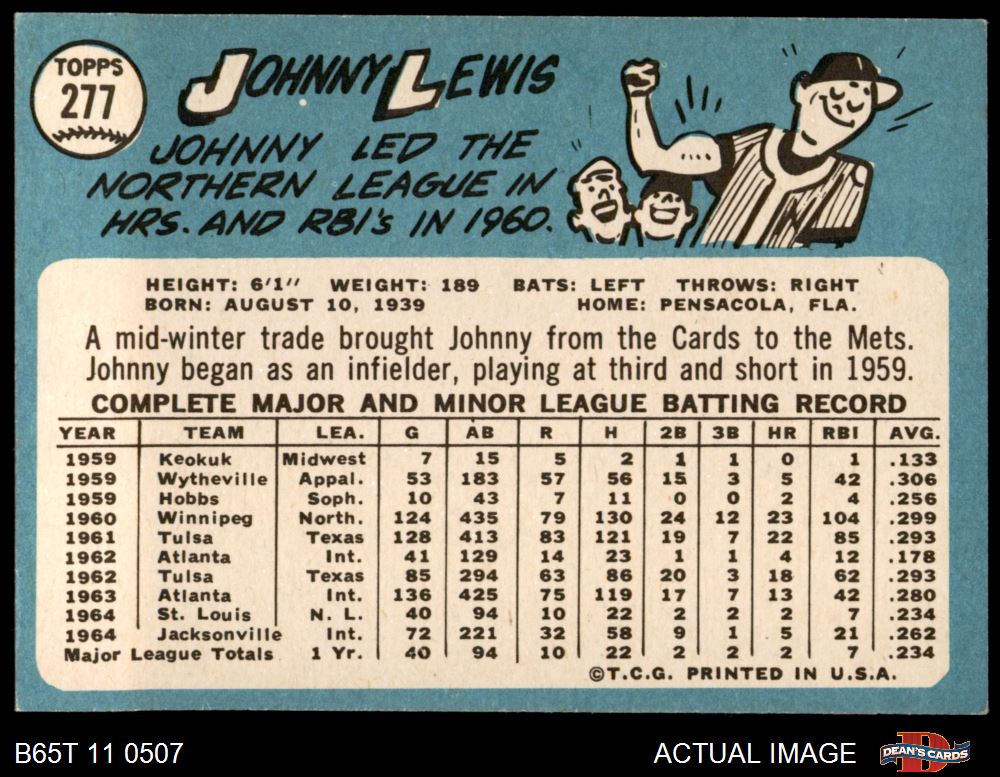 TOPPS
277
JOHNNY LEWIS
JOHNNY LED THE
NORTHERN LEAGUE IN
HRS. AND RBI's IN 1960.
HEIGHT: 6'1" WEIGHT: 189 BATS: LEFT THROWS: RIGHT
BORN: AUGUST 10, 1939 HOME: PENSACOLA, FLA.
A mid-winter trade brought Johnny from the Cards to the Mets.
Johnny began as an infielder, playing at third and short in 1959.
COMPLETE MAJOR AND MINOR LEAGUE BATTING RECORD
YEAR TEAM LEA. G AB R H 2B 3B HR RBI AVG.
1959 Keokuk Midwest 7 15 5 2 1 1 0 1 .133
1959 Wytheville Appal. 53 183 57 56 15 3 5 42 .306
1959 Hobbs Soph. 10 43 7 11 0 0 2 4 .256
1960 Winnipeg North. 124 435 79 130 24 12 23 104 .299
1961 Tulsa Texas 128 413 83 121 19 7 22 85 .293
1962 Atlanta Int. 41 129 14 23 1 1 4 12 .178
1962 Tulsa Texas 85 294 63 86 20 3 18 62 .293
1963 Atlanta Int. 136 425 75 119 17 7 13 42 .280
1964 St. Louis N. L. 40 94 10 22 2 2 2 7 .234
1964 Jacksonville Int. 72 221 32 58 9 1 5 21 .262
Major League Totals 1 Yr. 40 94 10 22 2 2 2 7 .234
©T.C.G. PRINTED IN U.S.A.
B65T 11 0507 ACTUAL IMAGE DEAN'S CARDS